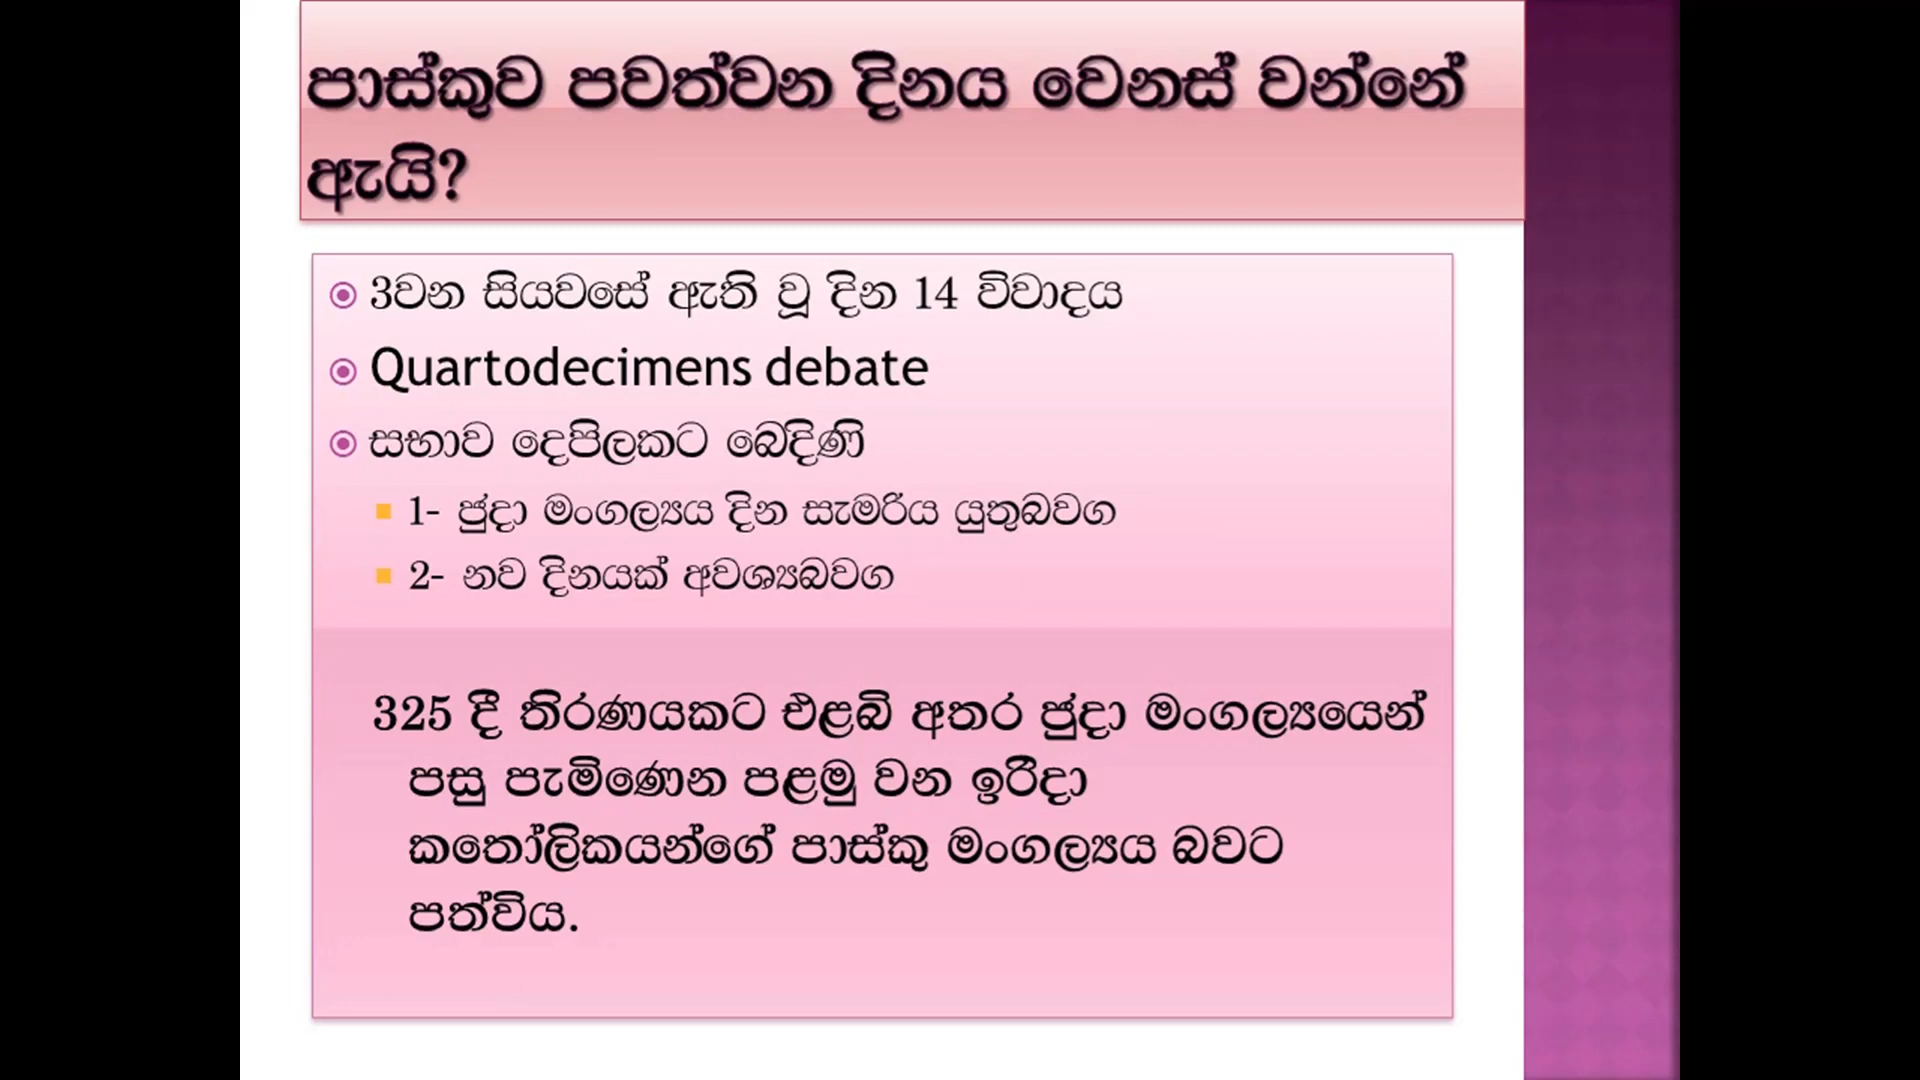 පාස්කුව පවත්වන දිනය වෙනස් වන්නේ
ඇයි?
3වන සියවසේ ඇති වූ දින 14 විවාදය
Quartodecimens debate
සභාව දෙපිලකට බෙදිණි
1- ජුදා මංගල්‍යය දින සැමරිය යුතුබවග
2- නව දිනයක් අවශ්‍යබවග
325 දී තිරණයකට එළබි අතර ජුදා මංගල්‍යයෙන්
පසු පැමිණෙන පළමු වන ඉරිදා
කතෝලිකයන්ගේ පාස්කු මංගල්‍යය බවට
පත්විය.